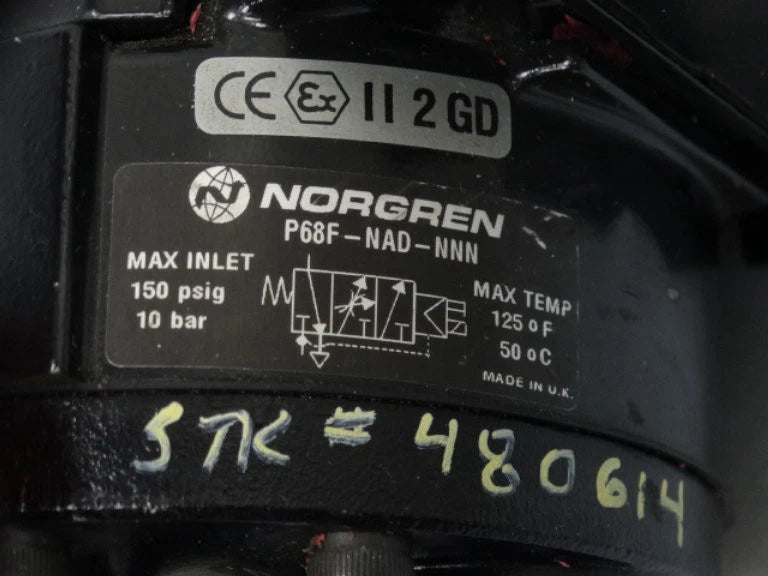 CE Ex II 2 GD
NORGREN
P68F-NAD-NNN
MAX INLET
150 psig
10 bar
MAX TEMP
125 o F
50 o C
MADE IN U.K.
STK # 480614